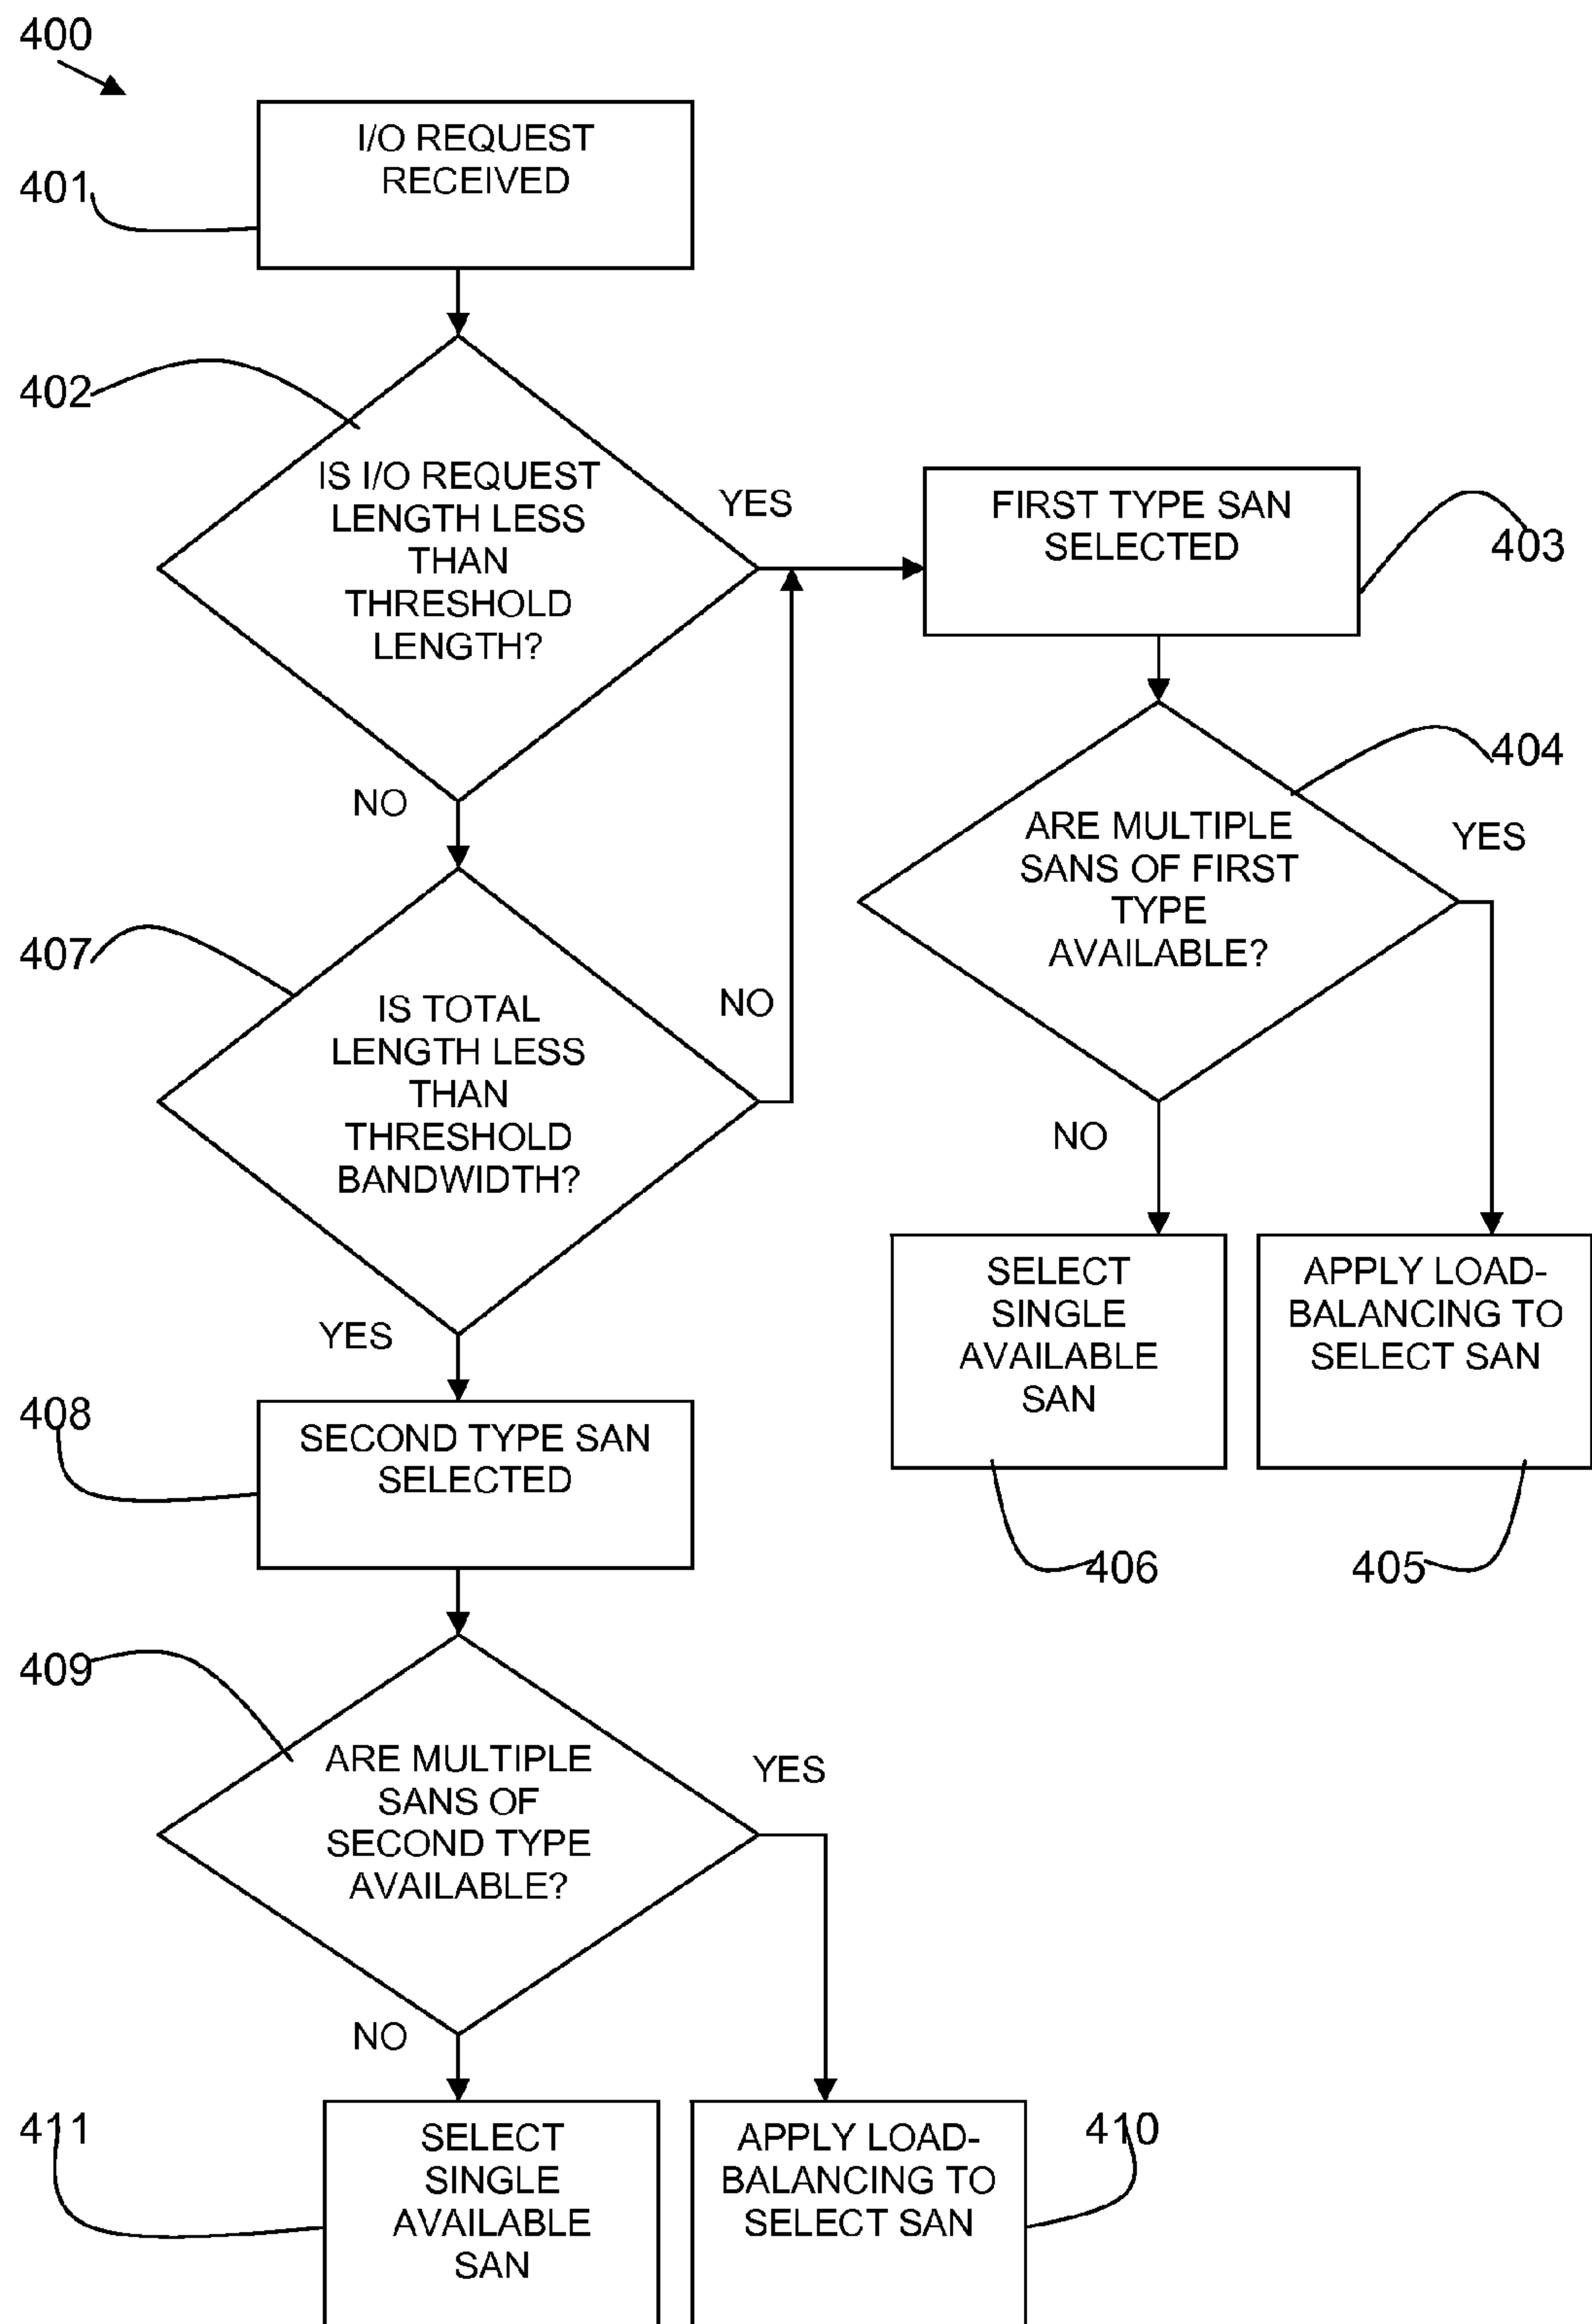 400
I/O REQUEST
RECEIVED
401
402
IS I/O REQUEST
LENGTH LESS
THAN
THRESHOLD
LENGTH?
YES
FIRST TYPE SAN
SELECTED
403
NO
404
ARE MULTIPLE
SANS OF FIRST
TYPE
AVAILABLE?
YES
407
IS TOTAL
LENGTH LESS
THAN
THRESHOLD
BANDWIDTH?
NO
NO
YES
SELECT
SINGLE
AVAILABLE
SAN
APPLY LOAD-
BALANCING TO
SELECT SAN
406
405
408
SECOND TYPE SAN
SELECTED
409
ARE MULTIPLE
SANS OF
SECOND TYPE
AVAILABLE?
YES
NO
411
SELECT
SINGLE
AVAILABLE
SAN
APPLY LOAD-
BALANCING TO
SELECT SAN
410